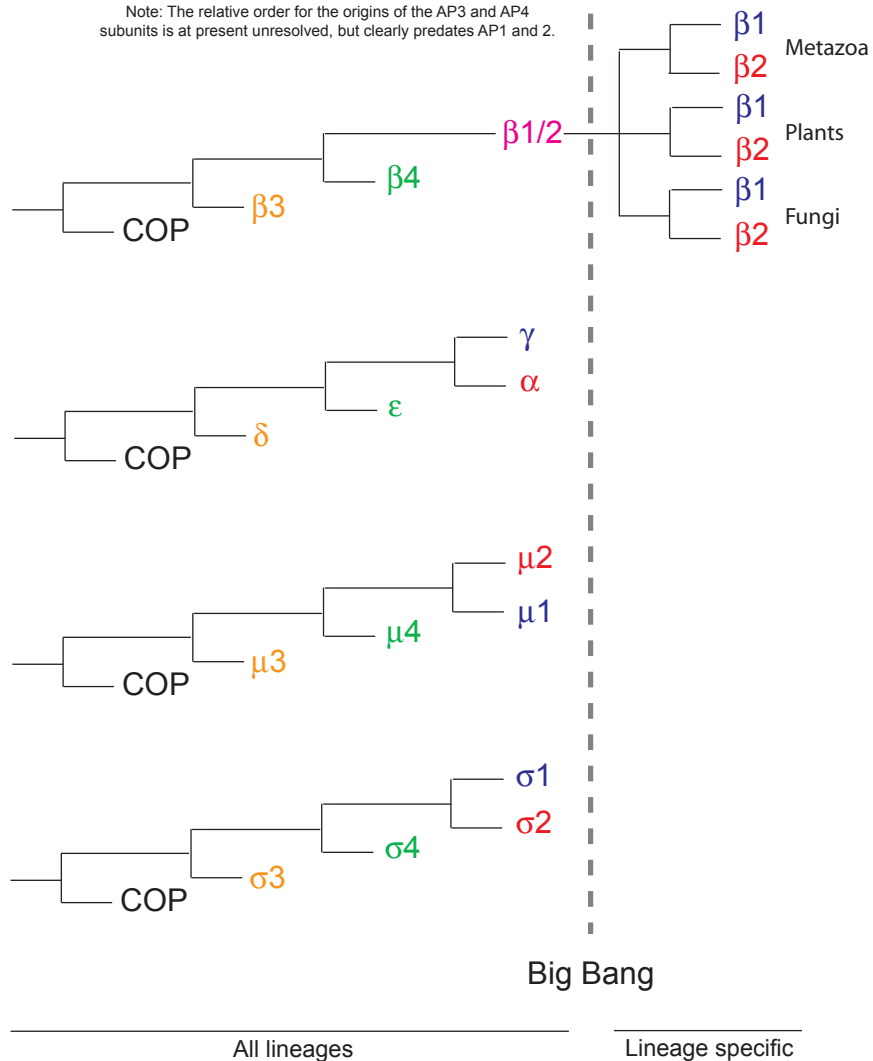 Note: The relative order for the origins of the AP3 and AP4
subunits is at present unresolved, but clearly predates AP1 and 2.
β1
Metazoa
β2
β1
β1/2
Plants
β2
β4
β1
β3
Fungi
COP
β2
γ
α
ε
δ
COP
μ2
μ1
μ4
μ3
COP
σ1
σ2
σ4
σ3
COP
Big Bang
All lineages
Lineage specific